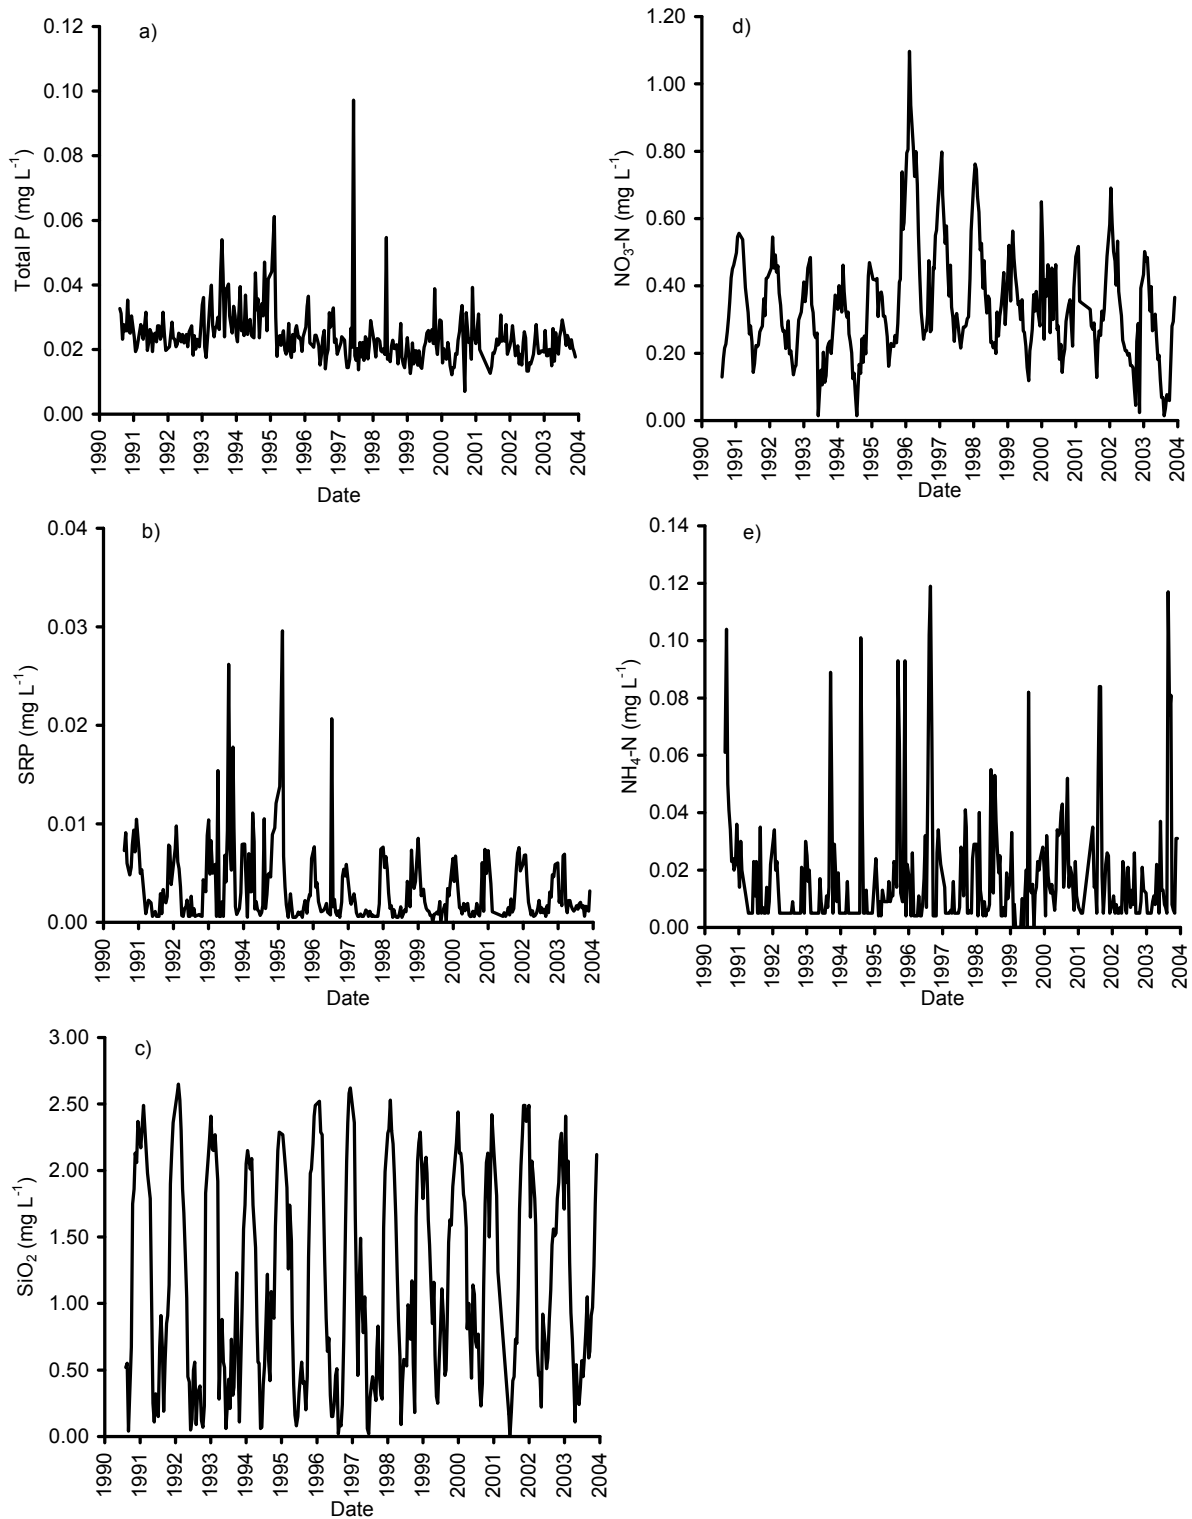 a)
Total P (mg L⁻¹)
0.12
0.10
0.08
0.06
0.04
0.02
0.00
1990 1991 1992 1993 1994 1995 1996 1997 1998 1999 2000 2001 2002 2003 2004
Date
b)
SRP (mg L⁻¹)
0.04
0.03
0.02
0.01
0.00
1990 1991 1992 1993 1994 1995 1996 1997 1998 1999 2000 2001 2002 2003 2004
Date
c)
SiO₂ (mg L⁻¹)
3.00
2.50
2.00
1.50
1.00
0.50
0.00
1990 1991 1992 1993 1994 1995 1996 1997 1998 1999 2000 2001 2002 2003 2004
Date
d)
NO₃-N (mg L⁻¹)
1.20
1.00
0.80
0.60
0.40
0.20
0.00
1990 1991 1992 1993 1994 1995 1996 1997 1998 1999 2000 2001 2002 2003 2004
Date
e)
NH₄-N (mg L⁻¹)
0.14
0.12
0.10
0.08
0.06
0.04
0.02
0.00
1990 1991 1992 1993 1994 1995 1996 1997 1998 1999 2000 2001 2002 2003 2004
Date